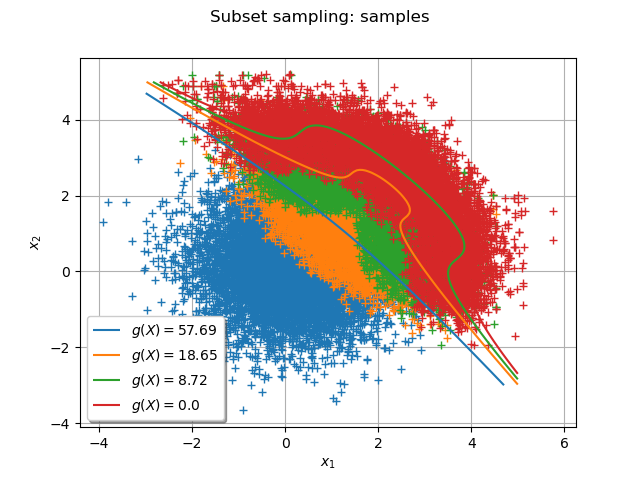 Subset sampling: samples
x₂
4
2
0
−2
−4
g(X) = 57.69
g(X) = 18.65
g(X) = 8.72
g(X) = 0.0
−4 −2 0 2 4 6
x₁